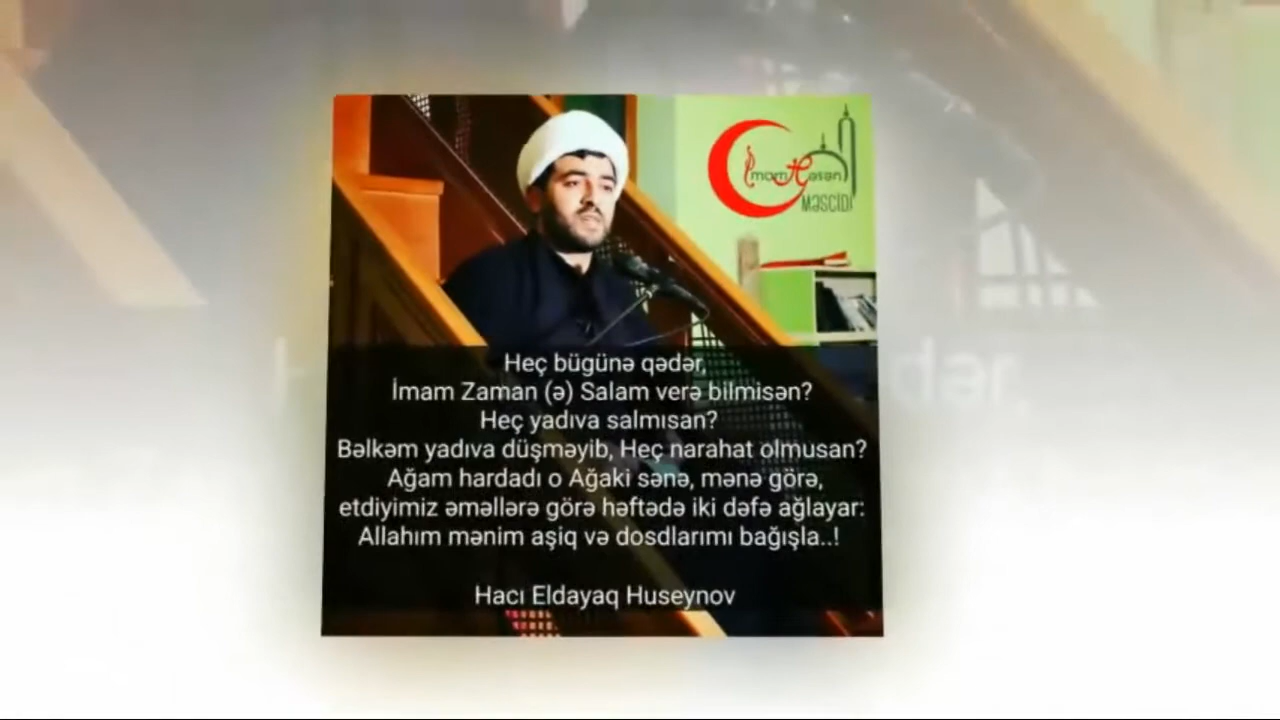 İmam Həsən
MƏSCİDİ
Heç bügünə qədər,
İmam Zaman (ə) Salam verə bilmisən?
Heç yadıva salmısan?
Bəlkəm yadıva düşməyib, Heç narahat olmusan?
Ağam hardadı o Ağaki sənə, mənə görə,
etdiyimiz əməllərə görə həftədə iki dəfə ağlayar:
Allahım mənim aşiq və dosdlarımı bağışla..!
Hacı Eldayaq Huseynov